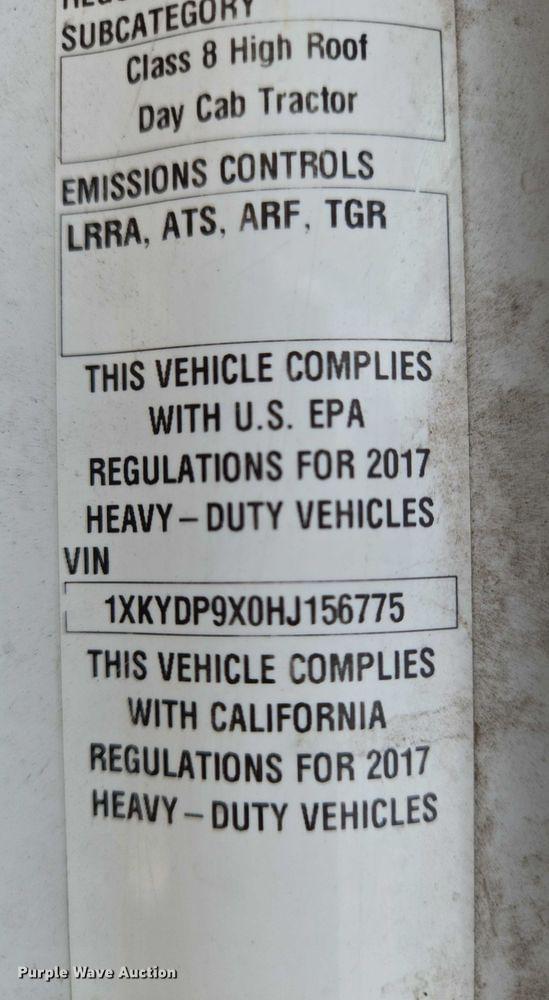 SUBCATEGORY
Class 8 High Roof
Day Cab Tractor
EMISSIONS CONTROLS
LRRA, ATS, ARF, TGR
THIS VEHICLE COMPLIES
WITH U.S. EPA
REGULATIONS FOR 2017
HEAVY–DUTY VEHICLES
VIN
1XKYDP9X0HJ156775
THIS VEHICLE COMPLIES
WITH CALIFORNIA
REGULATIONS FOR 2017
HEAVY–DUTY VEHICLES
Purple Wave Auction